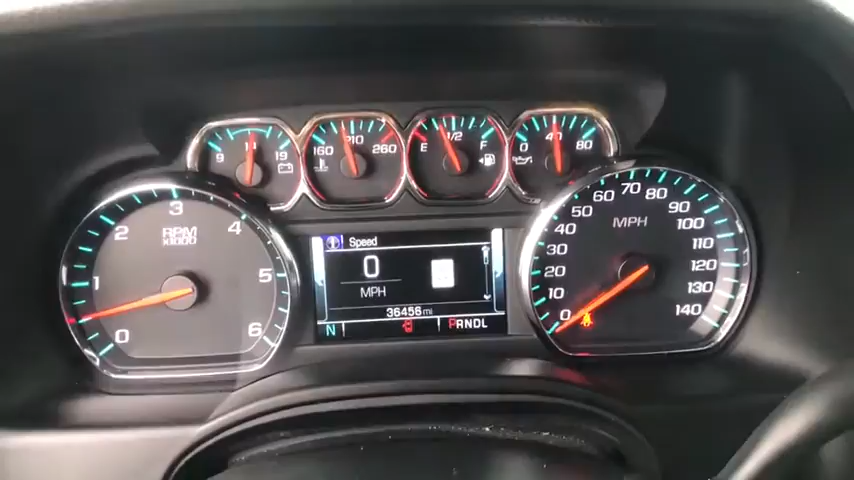 9 14 19
160 210 260
E 1/2 F
0 40 80
0 1 2 3 4 5 6
RPM
X1000
Speed
0
MPH
36456 mi
N
PRNDL
0 10 20 30 40 50 60 70 80 90 100 110 120 130 140
MPH